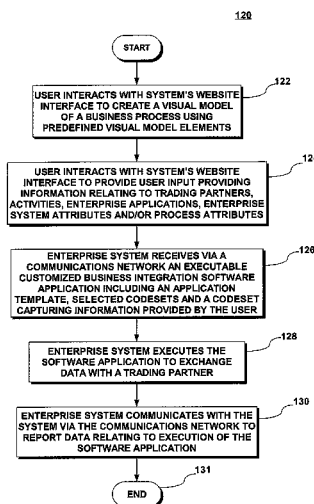 120
START
122
USER INTERACTS WITH SYSTEM'S WEBSITE
INTERFACE TO CREATE A VISUAL MODEL
OF A BUSINESS PROCESS USING
PREDEFINED VISUAL MODEL ELEMENTS
USER INTERACTS WITH SYSTEM'S WEBSITE
INTERFACE TO PROVIDE USER INPUT PROVIDING
INFORMATION RELATING TO TRADING PARTNERS,
ACTIVITIES, ENTERPRISE APPLICATIONS, ENTERPRISE
SYSTEM ATTRIBUTES AND/OR PROCESS ATTRIBUTES
126
ENTERPRISE SYSTEM RECEIVES VIA A
COMMUNICATIONS NETWORK AN EXECUTABLE
CUSTOMIZED BUSINESS INTEGRATION SOFTWARE
APPLICATION INCLUDING AN APPLICATION
TEMPLATE, SELECTED CODESETS AND A CODESET
CAPTURING INFORMATION PROVIDED BY THE USER
128
ENTERPRISE SYSTEM EXECUTES THE
SOFTWARE APPLICATION TO EXCHANGE
DATA WITH A TRADING PARTNER
130
ENTERPRISE SYSTEM COMMUNICATES WITH THE
SYSTEM VIA THE COMMUNICATIONS NETWORK TO
REPORT DATA RELATING TO EXECUTION OF THE
SOFTWARE APPLICATION
END
131